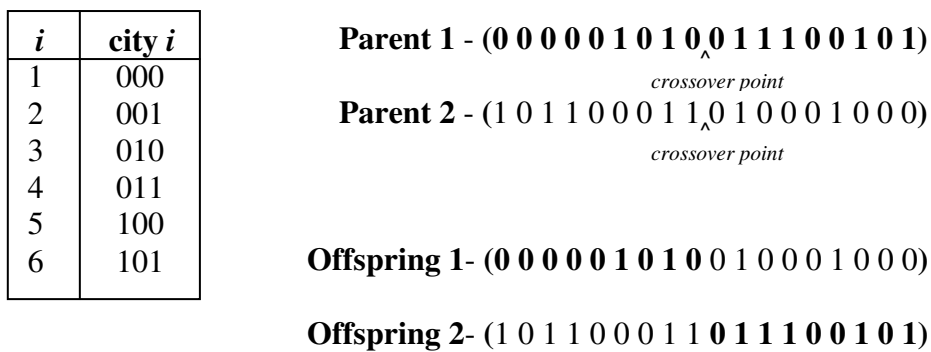 i city i
1 000
2 001
3 010
4 011
5 100
6 101
Parent 1 - (0 0 0 0 0 1 0 1 0^0 1 1 1 0 0 1 0 1)
crossover point
Parent 2 - (1 0 1 1 0 0 0 1 1^0 1 0 0 0 1 0 0 0)
crossover point
Offspring 1- (0 0 0 0 0 1 0 1 0 0 1 0 0 0 1 0 0 0)
Offspring 2- (1 0 1 1 0 0 0 1 1 0 1 1 1 0 0 1 0 1)